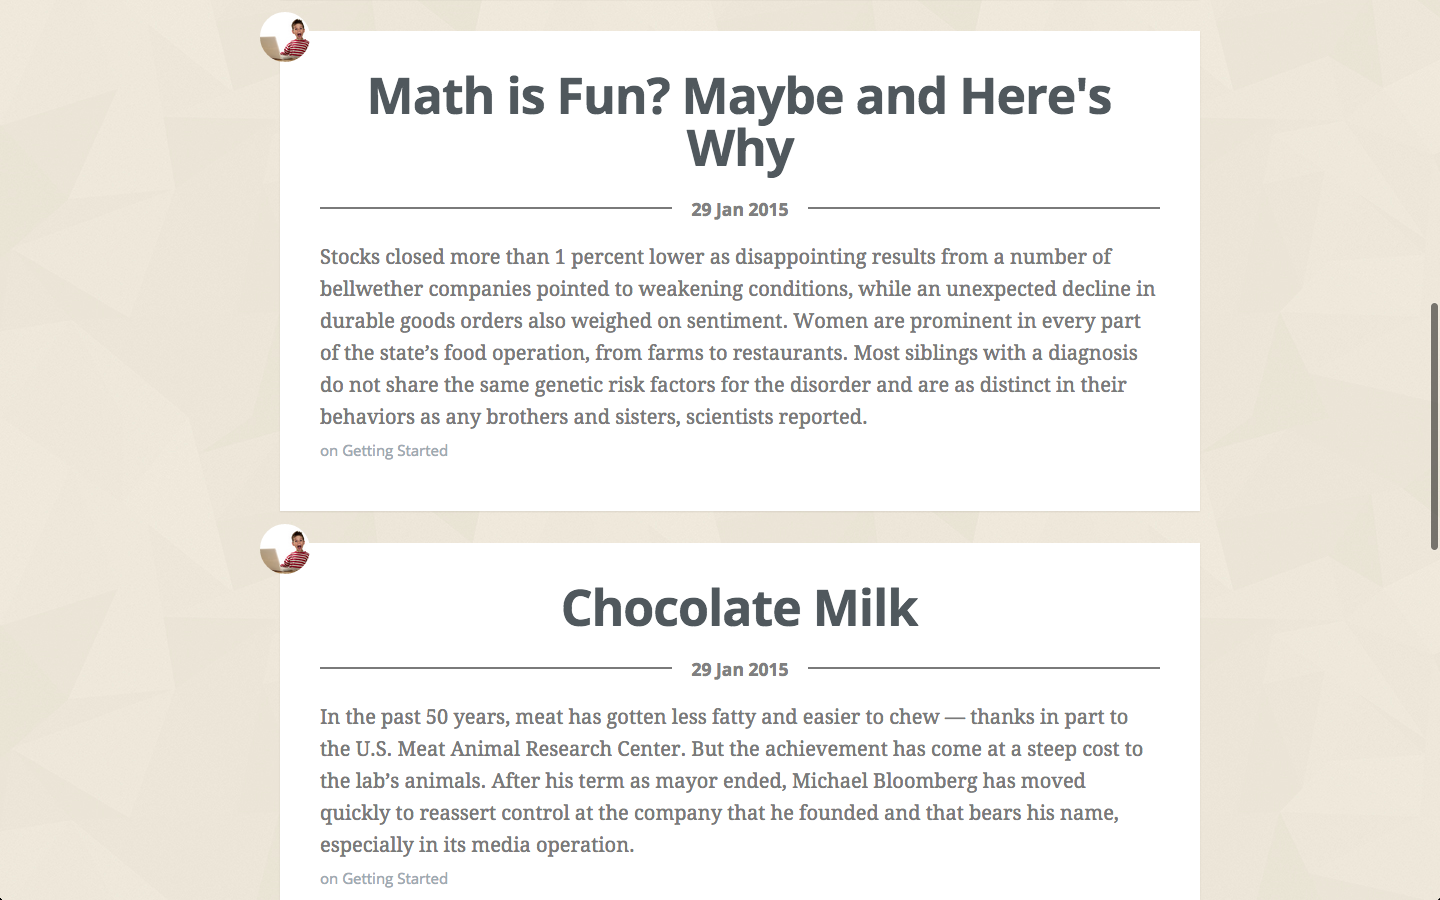 Math is Fun? Maybe and Here's
Why
29 Jan 2015
Stocks closed more than 1 percent lower as disappointing results from a number of
bellwether companies pointed to weakening conditions, while an unexpected decline in
durable goods orders also weighed on sentiment. Women are prominent in every part
of the state’s food operation, from farms to restaurants. Most siblings with a diagnosis
do not share the same genetic risk factors for the disorder and are as distinct in their
behaviors as any brothers and sisters, scientists reported.
on Getting Started
Chocolate Milk
29 Jan 2015
In the past 50 years, meat has gotten less fatty and easier to chew — thanks in part to
the U.S. Meat Animal Research Center. But the achievement has come at a steep cost to
the lab’s animals. After his term as mayor ended, Michael Bloomberg has moved
quickly to reassert control at the company that he founded and that bears his name,
especially in its media operation.
on Getting Started